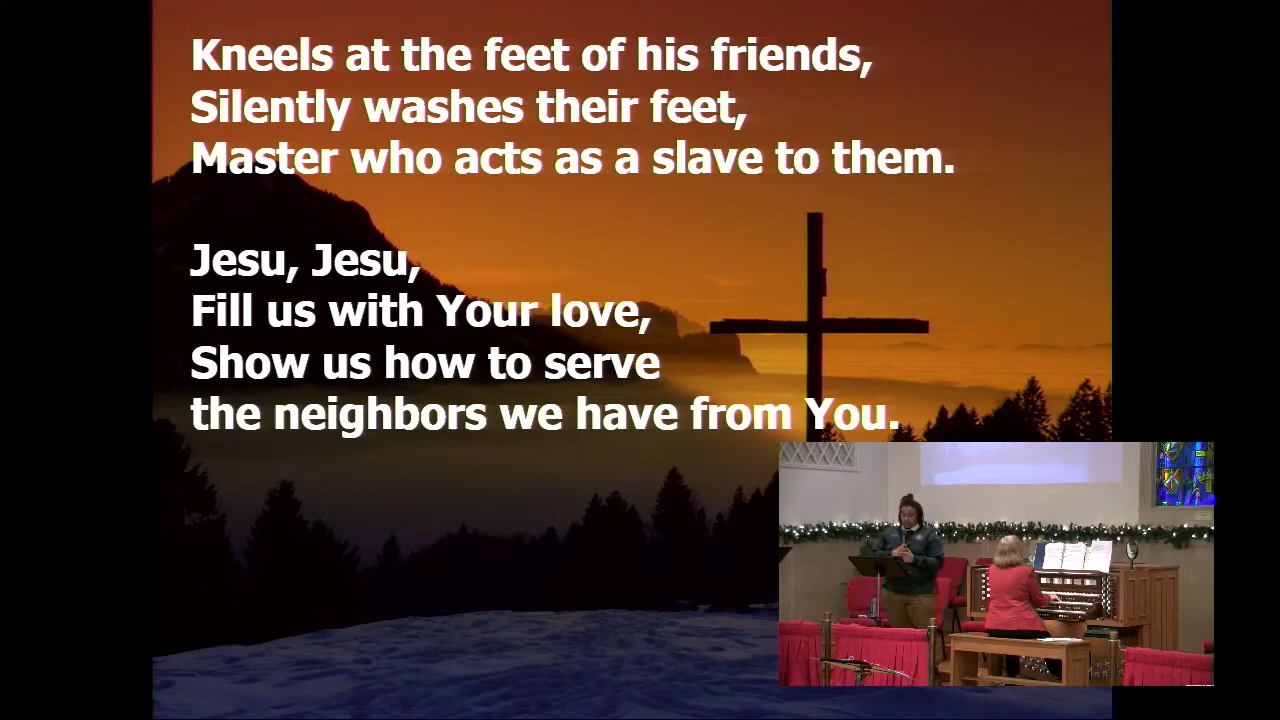 Kneels at the feet of his friends,
Silently washes their feet,
Master who acts as a slave to them.
Jesu, Jesu,
Fill us with Your love,
Show us how to serve
the neighbors we have from You.